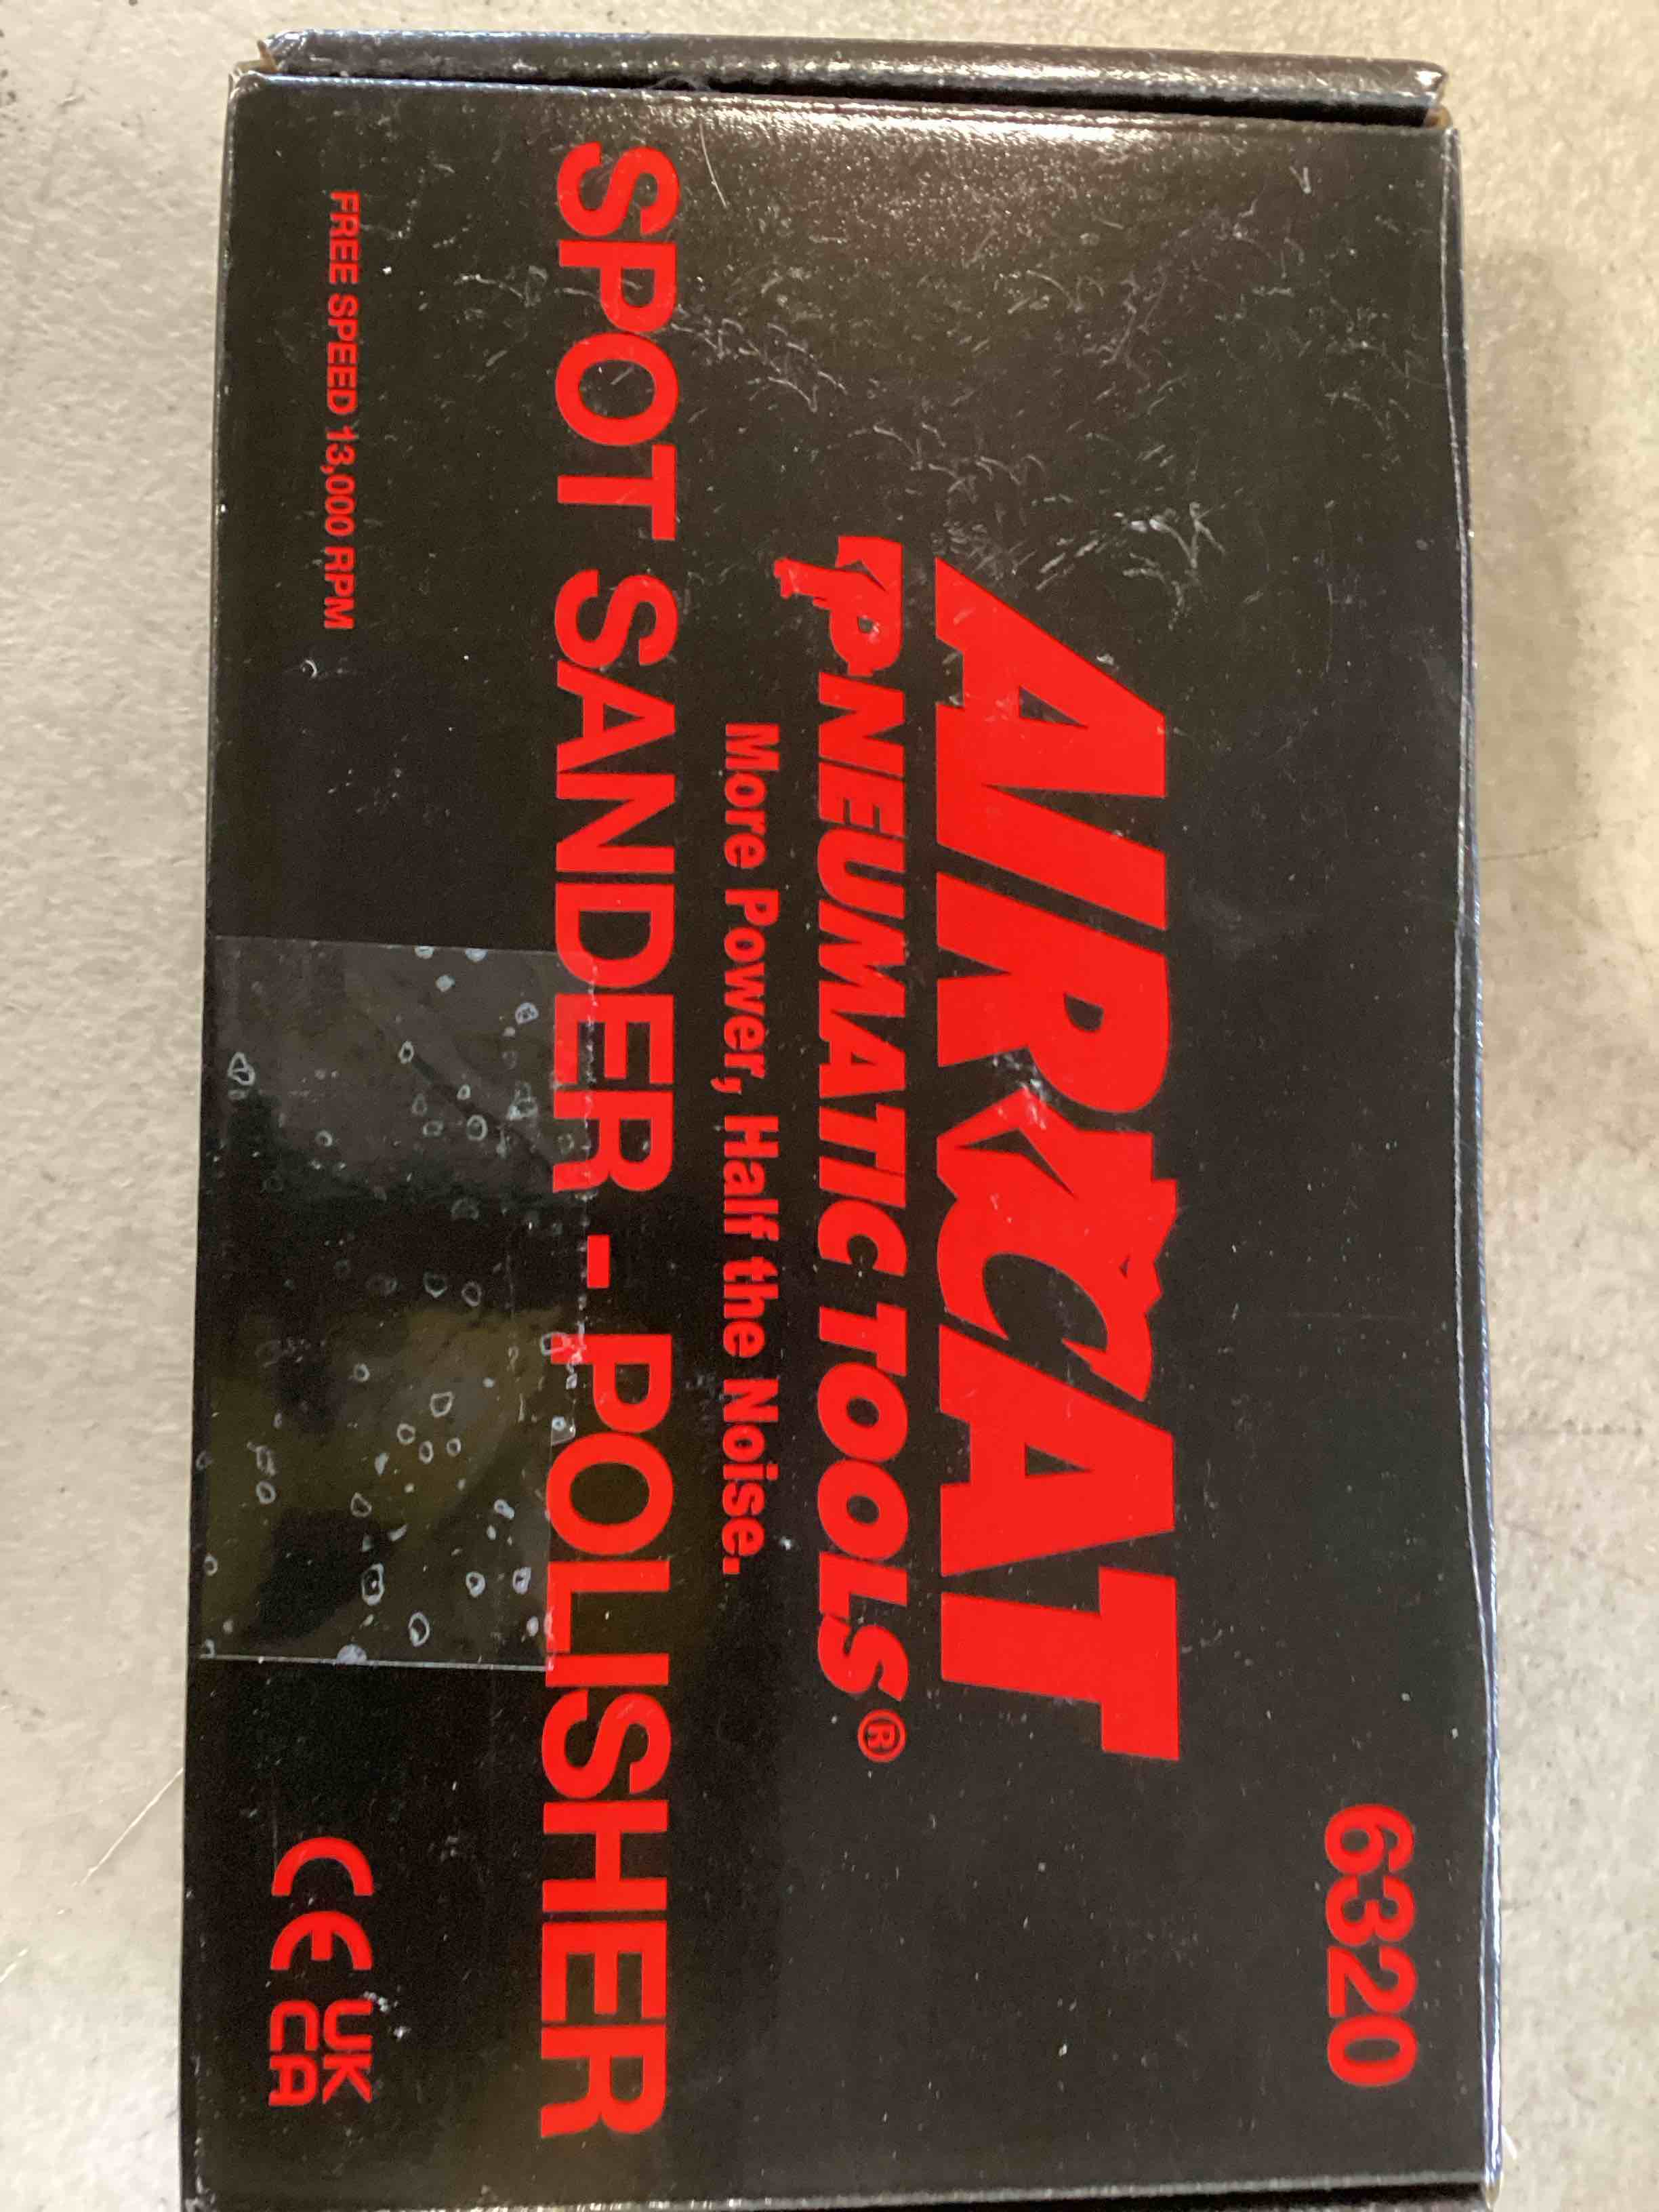 6320
AIRCAT
PNEUMATIC TOOLS®
More Power, Half the Noise.
SPOT SANDER - POLISHER
FREE SPEED 13,000 RPM
CE UK
CA